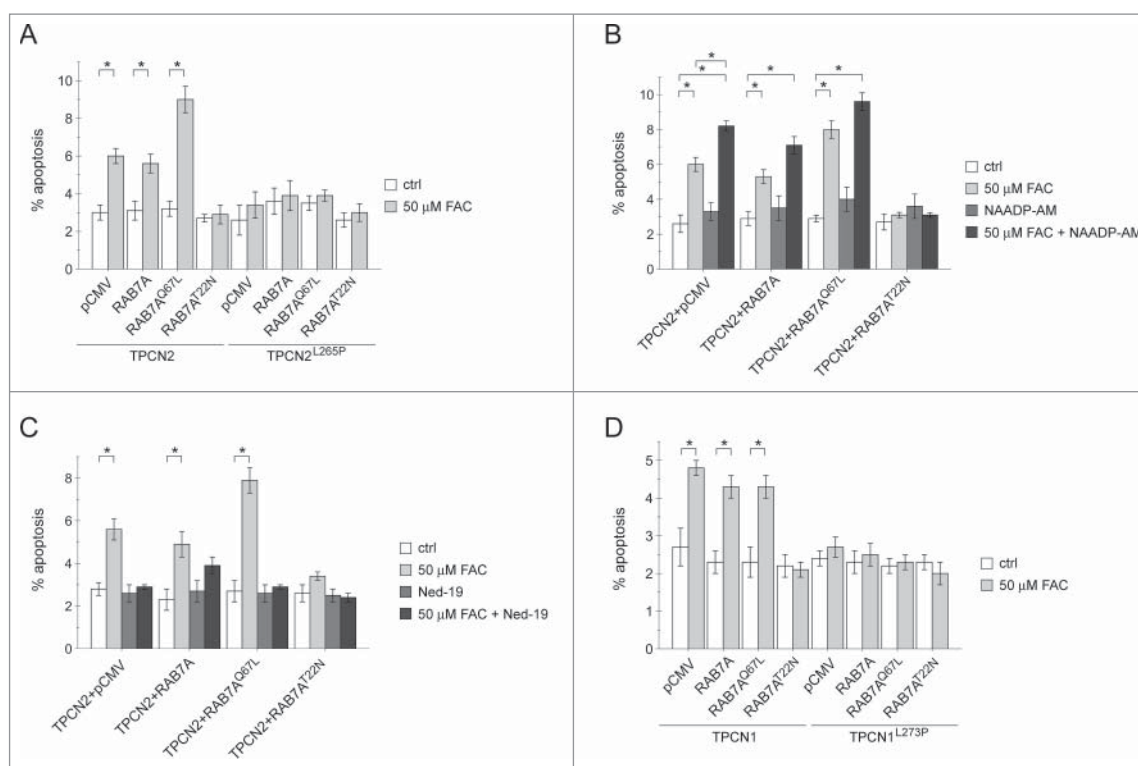 A
* * *
10
8
6
4
2
0
% apoptosis
ctrl
50 µM FAC
pCMV
RAB7A
RAB7A^Q67L
RAB7A^T22N
pCMV
RAB7A
RAB7A^Q67L
RAB7A^T22N
TPCN2
TPCN2^L265P
B
*
* * *
* * *
10
8
6
4
2
0
% apoptosis
ctrl
50 µM FAC
NAADP-AM
50 µM FAC + NAADP-AM
TPCN2+pCMV
TPCN2+RAB7A
TPCN2+RAB7A^Q67L
TPCN2+RAB7A^T22N
C
* * *
8
6
4
2
0
% apoptosis
ctrl
50 µM FAC
Ned-19
50 µM FAC + Ned-19
TPCN2+pCMV
TPCN2+RAB7A
TPCN2+RAB7A^Q67L
TPCN2+RAB7A^T22N
D
* * *
5
4
3
2
1
0
% apoptosis
ctrl
50 µM FAC
pCMV
RAB7A
RAB7A^Q67L
RAB7A^T22N
pCMV
RAB7A
RAB7A^Q67L
RAB7A^T22N
TPCN1
TPCN1^L273P